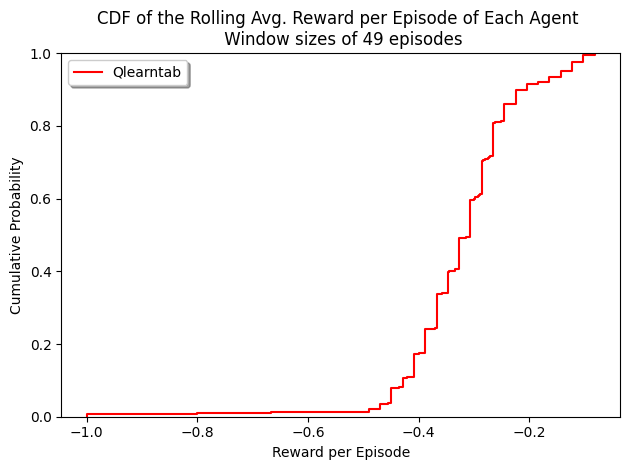 CDF of the Rolling Avg. Reward per Episode of Each Agent
Window sizes of 49 episodes
Qlearntab
Cumulative Probability
1.0
0.8
0.6
0.4
0.2
0.0
−1.0
−0.8
−0.6
−0.4
−0.2
Reward per Episode